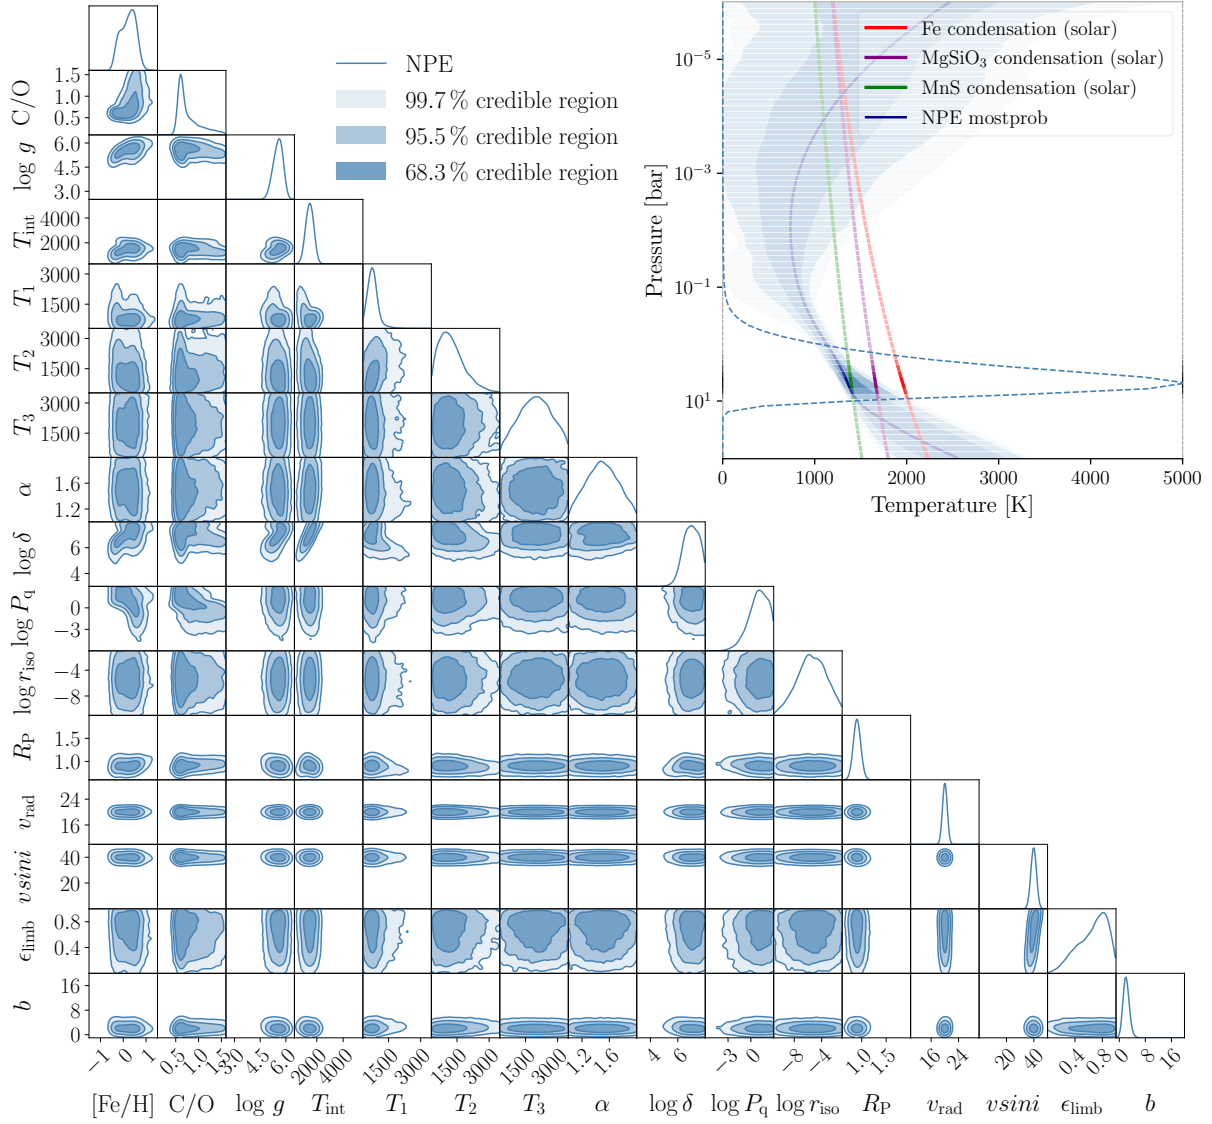 NPE
99.7 % credible region
95.5 % credible region
68.3 % credible region
Fe condensation (solar)
MgSiO₃ condensation (solar)
MnS condensation (solar)
NPE mostprob
Pressure [bar]
10⁻⁵
10⁻³
10⁻¹
10¹
0 1000 2000 3000 4000 5000
Temperature [K]
C/O
1.5
1.0
0.5
log g
6.0
4.5
3.0
T_int
4000
2000
T₁
3000
1500
T₂
3000
1500
T₃
3000
1500
α
1.6
1.2
log δ
6
4
log P_q
0
−3
log r_iso
−4
−8
R_P
1.5
1.0
v_rad
24
16
vsini
40
20
ϵ_limb
0.8
0.4
b
16
8
0
−1 0 1 0.5 1.0 1.5 3.0 4.5 6.0 2000 4000 1500 3000 1500 3000 1500 3000 1.2 1.6 4 6 −3 0 −8 −4 1.0 1.5 16 24 20 40 0.4 0.8 0 8 16
[Fe/H] C/O log g T_int T₁ T₂ T₃ α log δ log P_q log r_iso R_P v_rad vsini ϵ_limb b